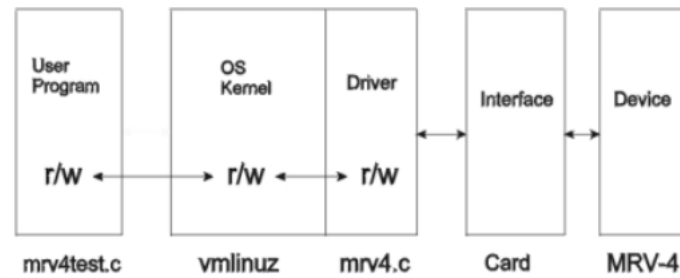 User
Program
OS
Kernel
Driver
Interface
Device
r/w
r/w
r/w
mrv4test.c
vmlinuz
mrv4.c
Card
MRV-4